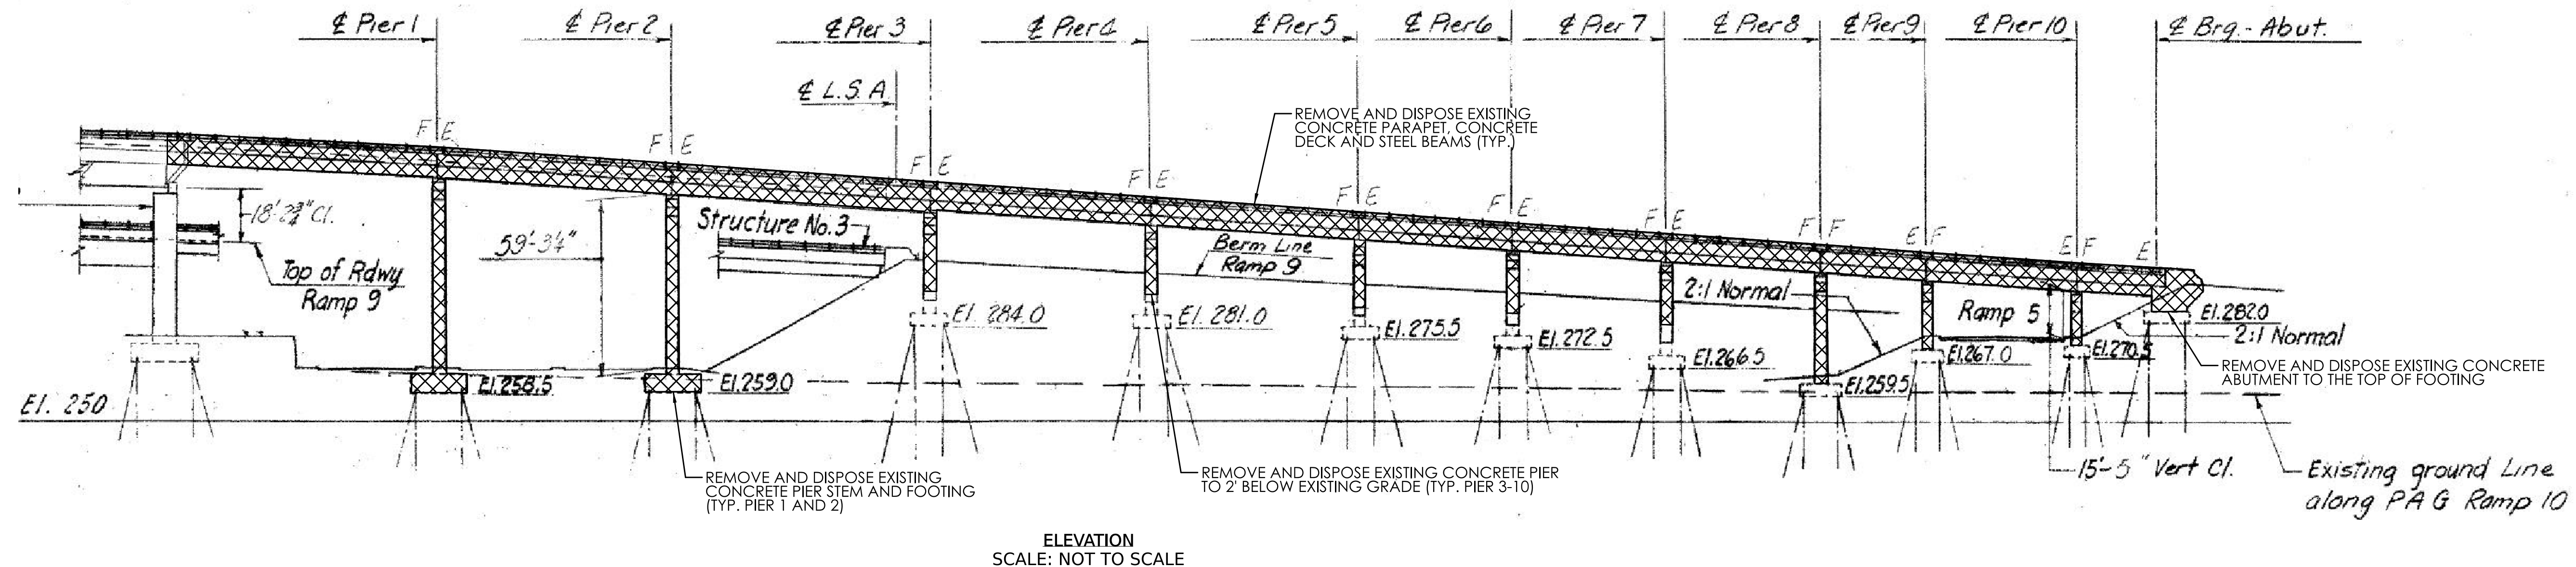 ℄ Pier 1
℄ Pier 2
℄ Pier 3
℄ Pier 4
℄ Pier 5
℄ Pier 6
℄ Pier 7
℄ Pier 8
℄ Pier 9
℄ Pier 10
℄ Brg.-Abut.
℄ L.S.A.
REMOVE AND DISPOSE EXISTING
CONCRETE PARAPET, CONCRETE
DECK AND STEEL BEAMS (TYP.)
F E
F E
F E
F E
F E
F E
F E
F F
E F
E F
E
18'-2¾" Cl.
59'-3¼"
Structure No.3
Berm Line
Ramp 9
Top of Rdwy
Ramp 9
2:1 Normal
Ramp 5
El. 284.0
El. 281.0
El.275.5
El.272.5
El.266.5
El.267.0
El.270.5
El.282.0
2:1 Normal
REMOVE AND DISPOSE EXISTING CONCRETE
ABUTMENT TO THE TOP OF FOOTING
El.258.5
El.259.0
El.259.5
El. 250
REMOVE AND DISPOSE EXISTING
CONCRETE PIER STEM AND FOOTING
(TYP. PIER 1 AND 2)
REMOVE AND DISPOSE EXISTING CONCRETE PIER
TO 2' BELOW EXISTING GRADE (TYP. PIER 3-10)
15'-5" Vert Cl.
Existing ground Line
along PAG Ramp 10
ELEVATION
SCALE: NOT TO SCALE